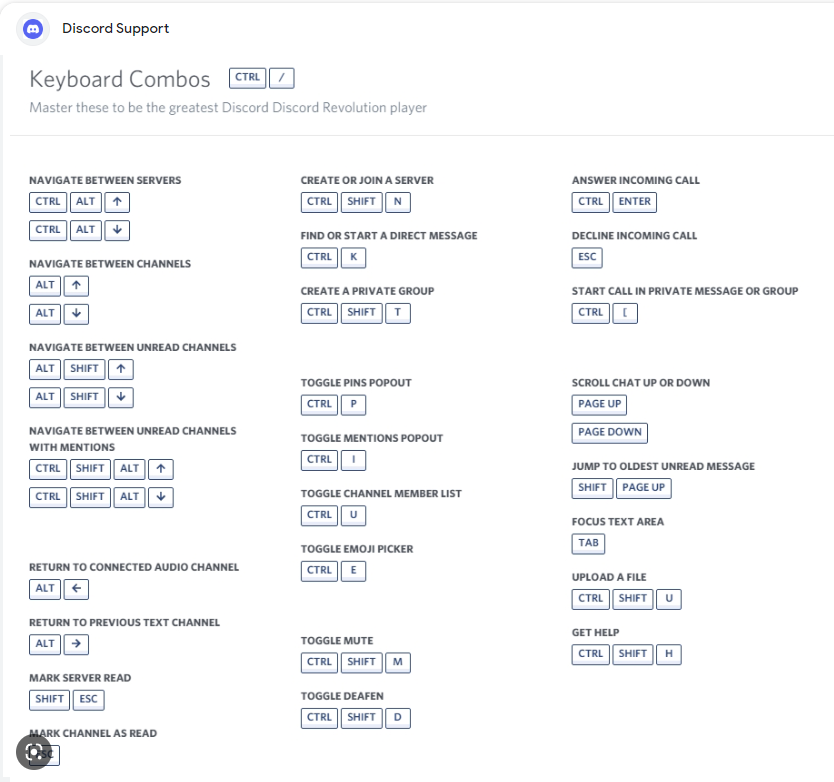 Discord Support
Keyboard Combos CTRL /
Master these to be the greatest Discord Discord Revolution player
NAVIGATE BETWEEN SERVERS
CTRL ALT ↑
CTRL ALT ↓
NAVIGATE BETWEEN CHANNELS
ALT ↑
ALT ↓
NAVIGATE BETWEEN UNREAD CHANNELS
ALT SHIFT ↑
ALT SHIFT ↓
NAVIGATE BETWEEN UNREAD CHANNELS
WITH MENTIONS
CTRL SHIFT ALT ↑
CTRL SHIFT ALT ↓
RETURN TO CONNECTED AUDIO CHANNEL
ALT ←
RETURN TO PREVIOUS TEXT CHANNEL
ALT →
MARK SERVER READ
SHIFT ESC
MARK CHANNEL AS READ
CREATE OR JOIN A SERVER
CTRL SHIFT N
FIND OR START A DIRECT MESSAGE
CTRL K
CREATE A PRIVATE GROUP
CTRL SHIFT T
TOGGLE PINS POPOUT
CTRL P
TOGGLE MENTIONS POPOUT
CTRL I
TOGGLE CHANNEL MEMBER LIST
CTRL U
TOGGLE EMOJI PICKER
CTRL E
TOGGLE MUTE
CTRL SHIFT M
TOGGLE DEAFEN
CTRL SHIFT D
ANSWER INCOMING CALL
CTRL ENTER
DECLINE INCOMING CALL
ESC
START CALL IN PRIVATE MESSAGE OR GROUP
CTRL [
SCROLL CHAT UP OR DOWN
PAGE UP
PAGE DOWN
JUMP TO OLDEST UNREAD MESSAGE
SHIFT PAGE UP
FOCUS TEXT AREA
TAB
UPLOAD A FILE
CTRL SHIFT U
GET HELP
CTRL SHIFT H